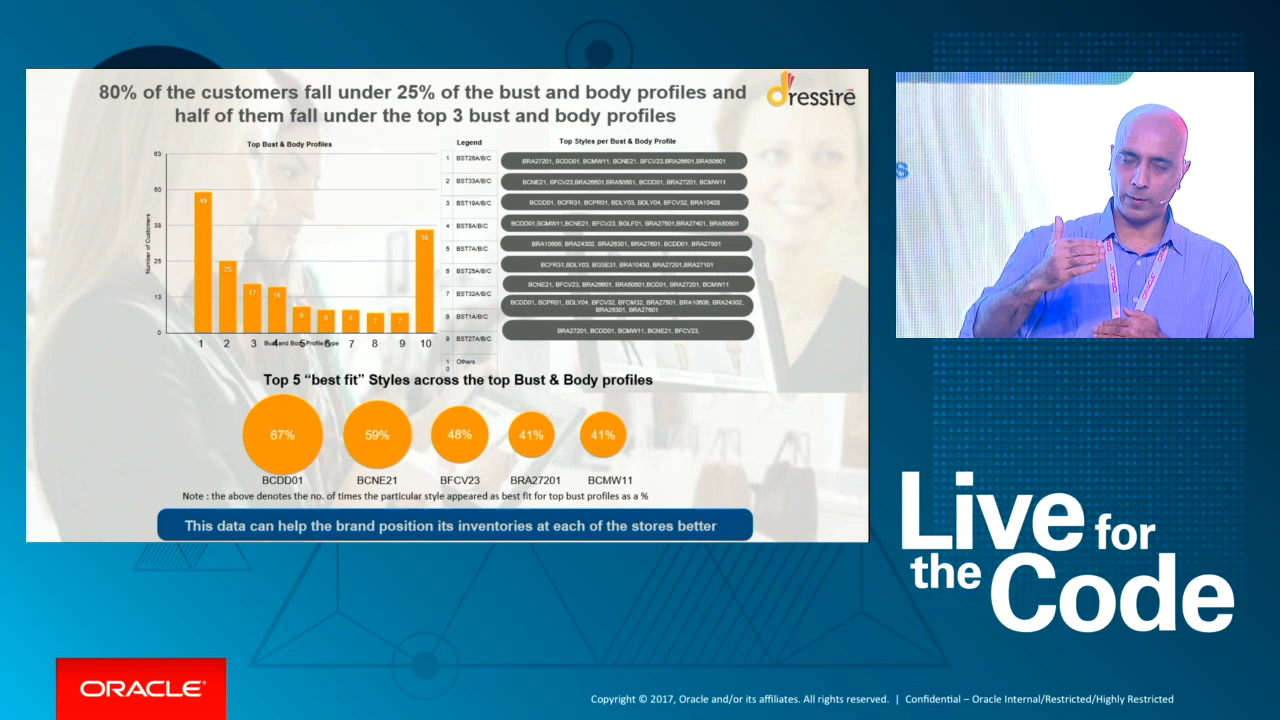 80% of the customers fall under 25% of the bust and body profiles and
half of them fall under the top 3 bust and body profiles
dressire
Top Bust & Body Profiles
Number of Customers
63
50
38
25
13
0
49
25
17
16
9
8
8
7
7
36
1 2 3 4 5 6 7 8 9 10
Bust and Body Profile Type
Legend
1 BST26A/B/C
2 BST33A/B/C
3 BST19A/B/C
4 BST8A/B/C
5 BST7A/B/C
6 BST25A/B/C
7 BST32A/B/C
8 BST1A/B/C
9 BST27A/B/C
10 Others
Top Styles per Bust & Body Profile
BRA27201, BCDD01, BCMW11, BCNE21, BFCV23,BRA26601,BRA50601
BCNE21, BFCV23,BRA26601,BRA50601, BCDD01, BRA27201, BCMW11
BCDD01, BCFR31, BCPR01, BDLY03, BDLY04, BFCV32, BRA10428
BCDD01,BCMW11,BCNE21, BFCV23, BGLF01, BRA27501,BRA27401, BRA50501
BRA10606, BRA24302, BRA26301, BRA27601, BCDD01, BRA27501
BCFR31,BDLY03, BGSE31, BRA10430, BRA27201,BRA27101
BCNE21, BFCV23, BRA26601, BRA50601,BCD01, BRA27201, BCMW11
BCDD01, BCPR01, BDLY04, BFCV32, BFOM32, BRA27501, BRA10606, BRA24302,
BRA26301, BRA27601
BRA27201, BCDD01, BCMW11, BCNE21, BFCV23,
Top 5 “best fit” Styles across the top Bust & Body profiles
67% 59% 48% 41% 41%
BCDD01 BCNE21 BFCV23 BRA27201 BCMW11
Note : the above denotes the no. of times the particular style appeared as best fit for top bust profiles as a %
This data can help the brand position its inventories at each of the stores better
Live for
the Code
ORACLE®
Copyright © 2017, Oracle and/or its affiliates. All rights reserved. | Confidential – Oracle Internal/Restricted/Highly Restricted